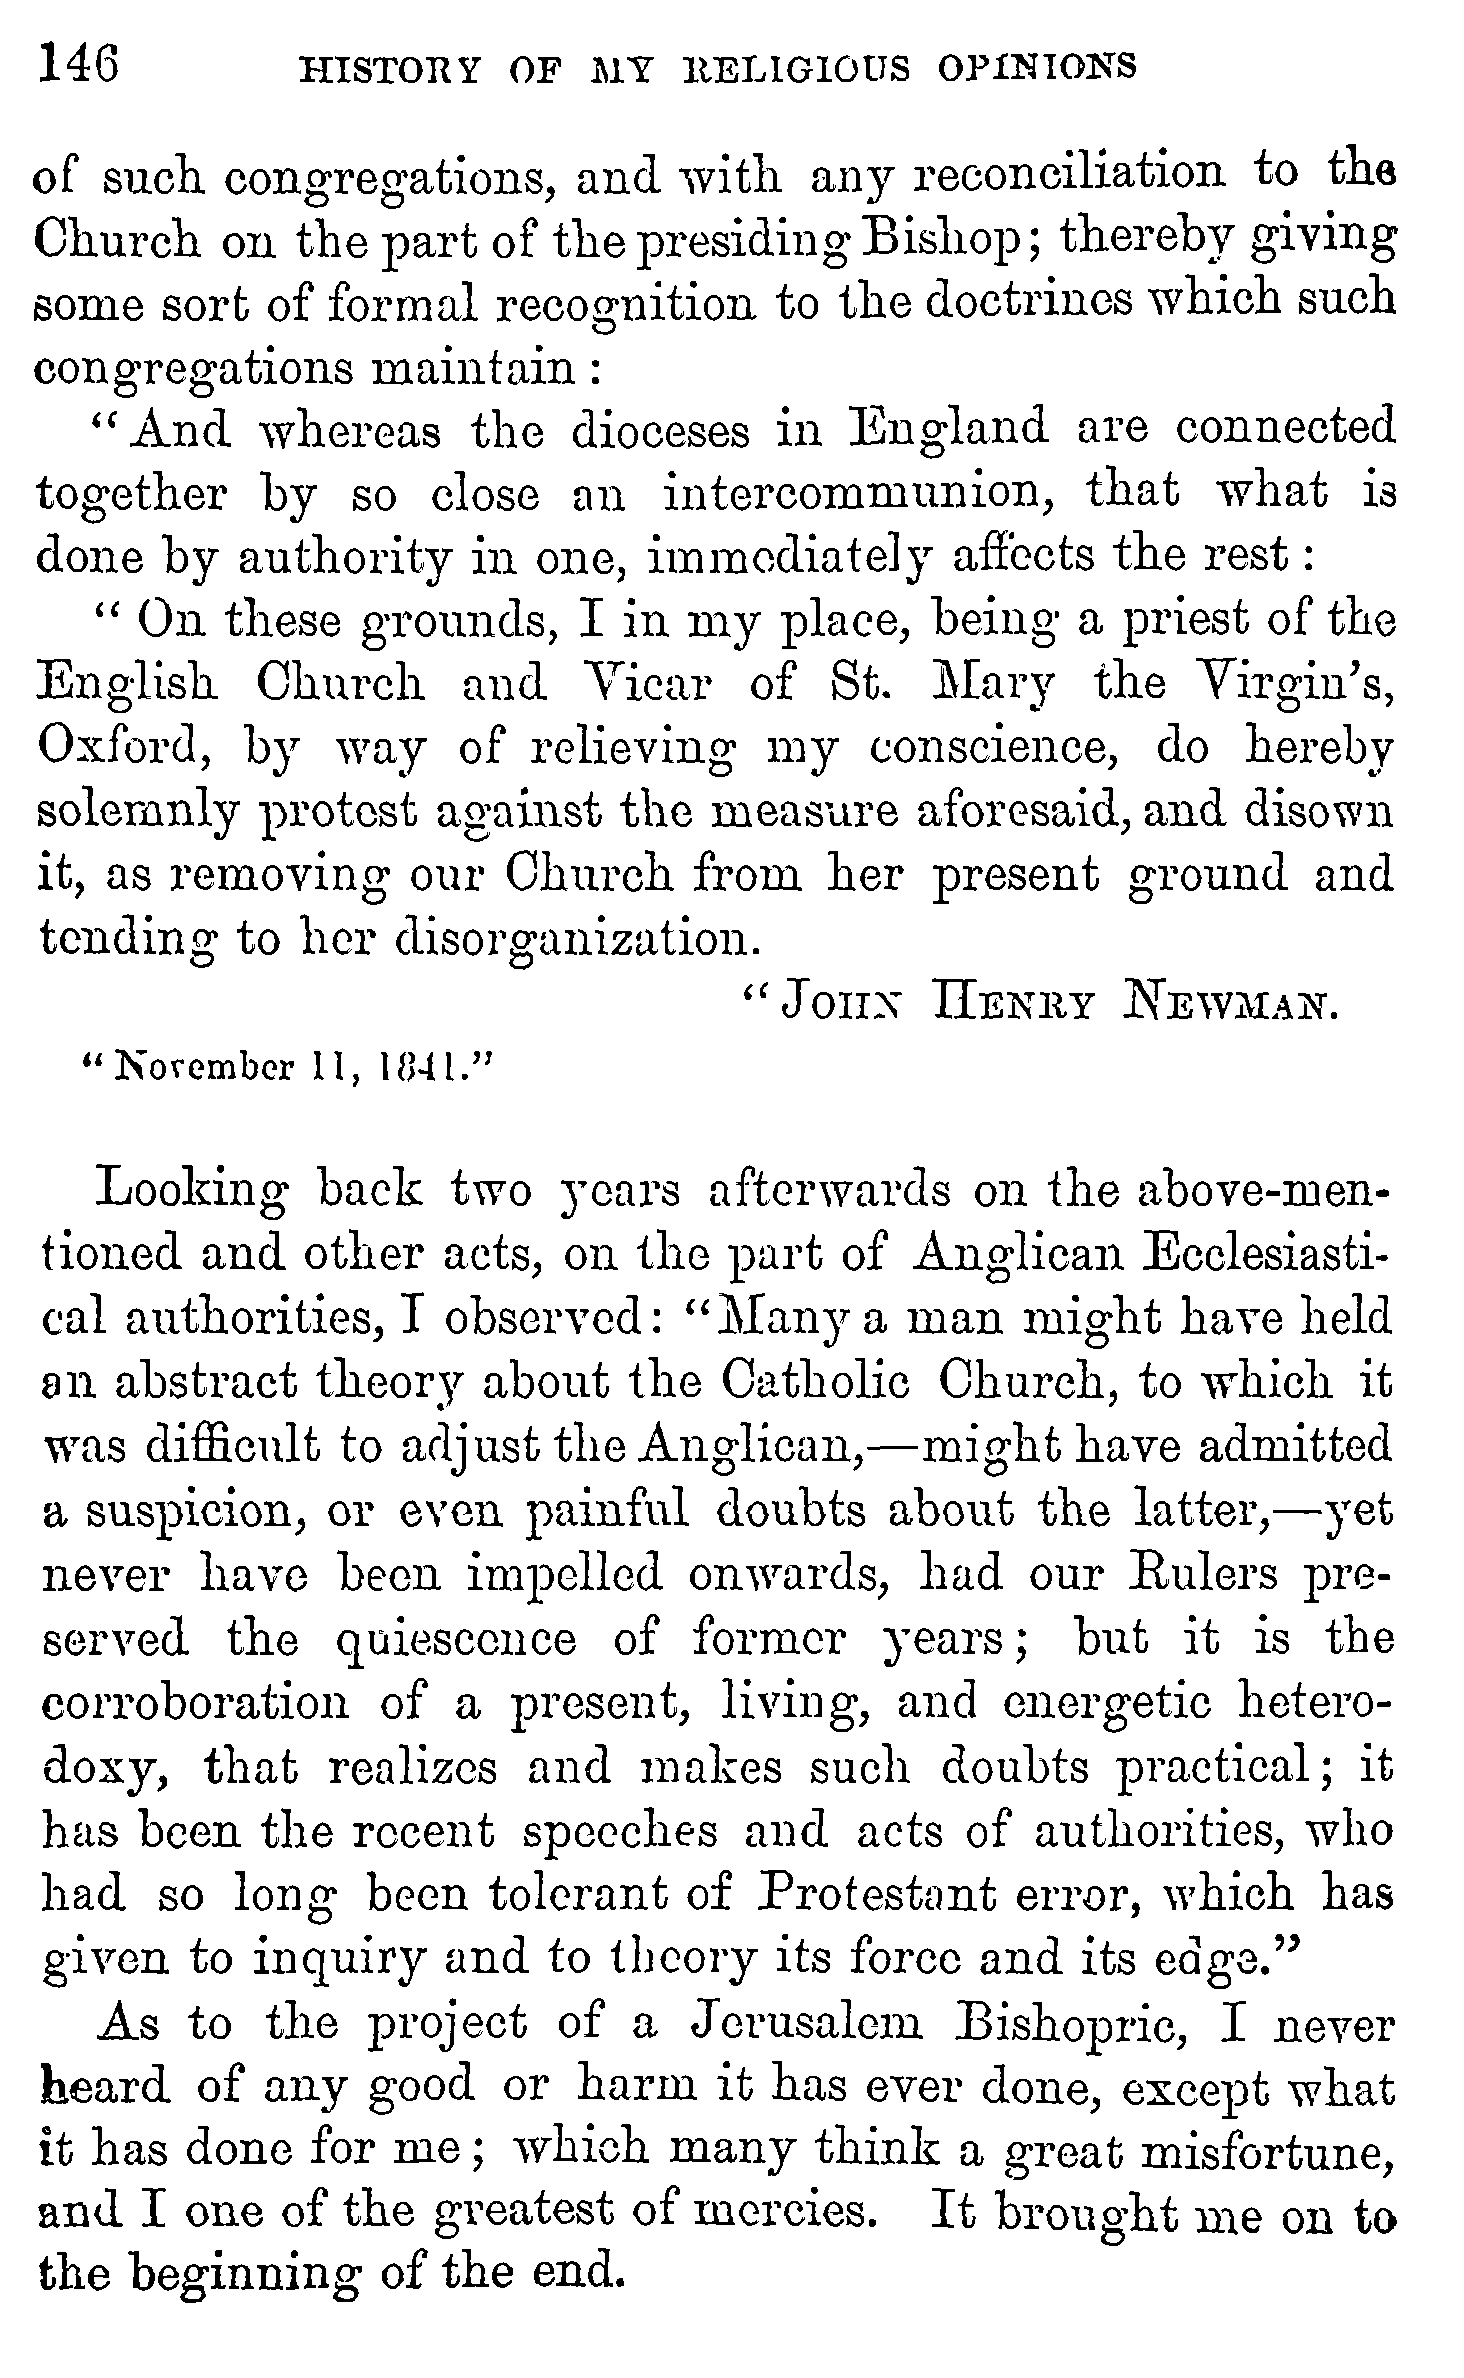 146 HISTORY OF MY RELIGIOUS OPINIONS
of such congregations, and with any reconciliation to the
Church on the part of the presiding Bishop; thereby giving
some sort of formal recognition to the doctrines which such
congregations maintain :
“And whereas the dioceses in England are connected
together by so close an intercommunion, that what is
done by authority in one, immediately affects the rest :
“On these grounds, I in my place, being a priest of the
English Church and Vicar of St. Mary the Virgin’s,
Oxford, by way of relieving my conscience, do hereby
solemnly protest against the measure aforesaid, and disown
it, as removing our Church from her present ground and
tending to her disorganization.
“JOHN HENRY NEWMAN.
“November 11, 1841.”
Looking back two years afterwards on the above-men-
tioned and other acts, on the part of Anglican Ecclesiasti-
cal authorities, I observed: “Many a man might have held
an abstract theory about the Catholic Church, to which it
was difficult to adjust the Anglican,—might have admitted
a suspicion, or even painful doubts about the latter,—yet
never have been impelled onwards, had our Rulers pre-
served the quiescence of former years; but it is the
corroboration of a present, living, and energetic hetero-
doxy, that realizes and makes such doubts practical; it
has been the recent speeches and acts of authorities, who
had so long been tolerant of Protestant error, which has
given to inquiry and to theory its force and its edge.”
As to the project of a Jerusalem Bishopric, I never
heard of any good or harm it has ever done, except what
it has done for me; which many think a great misfortune,
and I one of the greatest of mercies. It brought me on to
the beginning of the end.